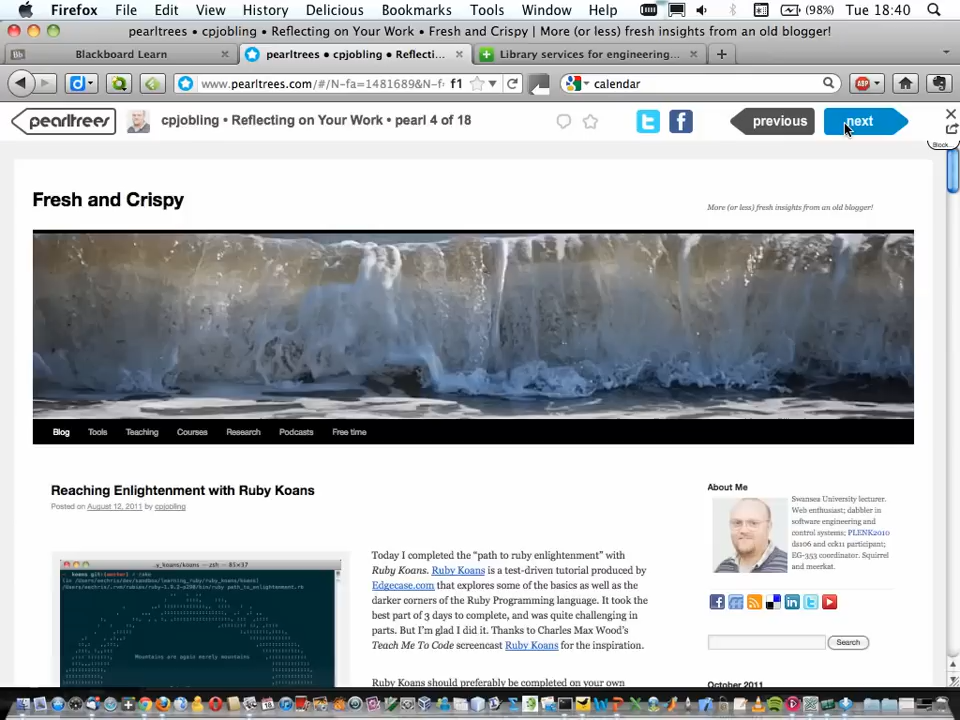 Firefox File Edit View History Delicious Bookmarks Tools Window Help (98%) Tue 18:40
pearltrees • cpjobling • Reflecting on Your Work • Fresh and Crispy | More (or less) fresh insights from an old blogger!
Blackboard Learn
pearltrees • cpjobling • Reflecti...
Library services for engineering...
www.pearltrees.com/#/N-fa=1481689&N-f: f1
calendar
ABP
pearltrees
cpjobling • Reflecting on Your Work • pearl 4 of 18
previous
next
Block...
Fresh and Crispy
More (or less) fresh insights from an old blogger!
Blog Tools Teaching Courses Research Podcasts Free time
Reaching Enlightenment with Ruby Koans
Posted on August 12, 2011 by cpjobling
Today I completed the “path to ruby enlightenment” with
Ruby Koans. Ruby Koans is a test-driven tutorial produced by
Edgecase.com that explores some of the basics as well as the
darker corners of the Ruby Programming language. It took the
best part of 3 days to complete, and was quite challenging in
parts. But I’m glad I did it. Thanks to Charles Max Wood’s
Teach Me To Code screencast Ruby Koans for the inspiration.
Ruby Koans should preferably be completed on your own
Mountains are again merely mountains
About Me
Swansea University lecturer.
Web enthusiast; dabbler in
software engineering and
control systems; PLENK2010
ds106 and cck11 participant;
EG-353 coordinator. Squirrel
and meerkat.
Search
October 2011